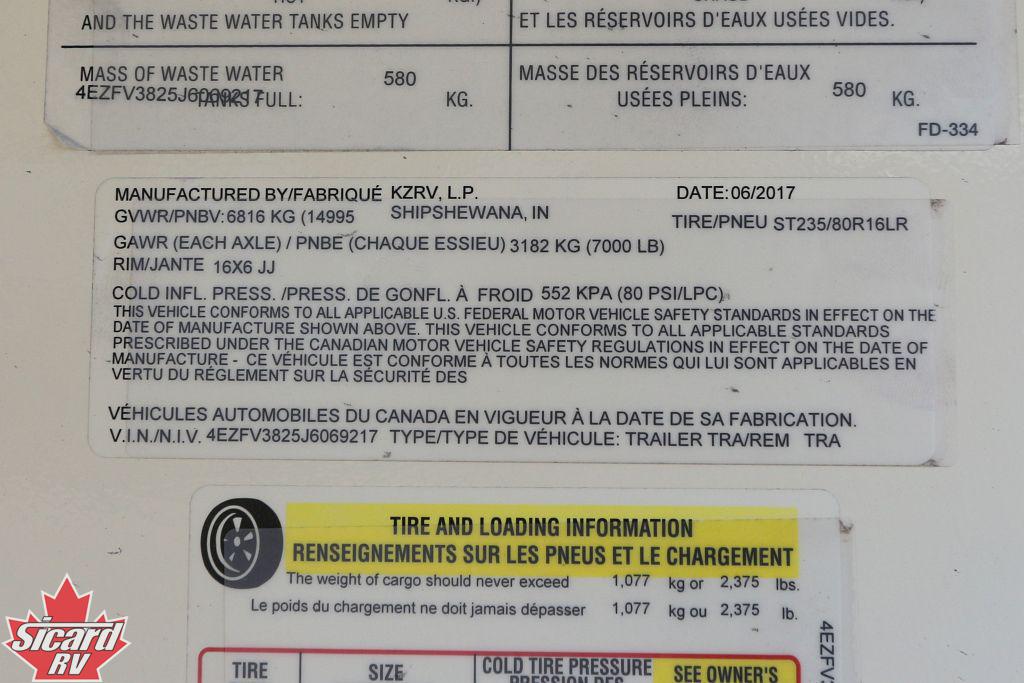 AND THE WASTE WATER TANKS EMPTY
ET LES RÉSERVOIRS D'EAUX USÉES VIDES.
MASS OF WASTE WATER 580
4EZFV3825J6069217
TANKS FULL: KG.
MASSE DES RÉSERVOIRS D'EAUX 580
USÉES PLEINS: KG.
FD-334
MANUFACTURED BY/FABRIQUÉ KZRV, L.P. DATE:06/2017
GVWR/PNBV:6816 KG (14995 SHIPSHEWANA, IN TIRE/PNEU ST235/80R16LR
GAWR (EACH AXLE) / PNBE (CHAQUE ESSIEU) 3182 KG (7000 LB)
RIM/JANTE 16X6 JJ
COLD INFL. PRESS. /PRESS. DE GONFL. À FROID 552 KPA (80 PSI/LPC)
THIS VEHICLE CONFORMS TO ALL APPLICABLE U.S. FEDERAL MOTOR VEHICLE SAFETY STANDARDS IN EFFECT ON THE
DATE OF MANUFACTURE SHOWN ABOVE. THIS VEHICLE CONFORMS TO ALL APPLICABLE STANDARDS
PRESCRIBED UNDER THE CANADIAN MOTOR VEHICLE SAFETY REGULATIONS IN EFFECT ON THE DATE OF
MANUFACTURE - CE VÉHICULE EST CONFORME À TOUTES LES NORMES QUI LUI SONT APPLICABLES EN
VERTU DU RÉGLEMENT SUR LA SÉCURITÉ DES
VÉHICULES AUTOMOBILES DU CANADA EN VIGUEUR À LA DATE DE SA FABRICATION.
V.I.N./N.I.V. 4EZFV3825J6069217 TYPE/TYPE DE VÉHICULE: TRAILER TRA/REM TRA
TIRE AND LOADING INFORMATION
RENSEIGNEMENTS SUR LES PNEUS ET LE CHARGEMENT
The weight of cargo should never exceed 1,077 kg or 2,375 lbs.
Le poids du chargement ne doit jamais dépasser 1,077 kg ou 2,375 lb.
4EZFV
TIRE SIZE COLD TIRE PRESSURE SEE OWNER'S
PRESSION DES
Sicard
RV